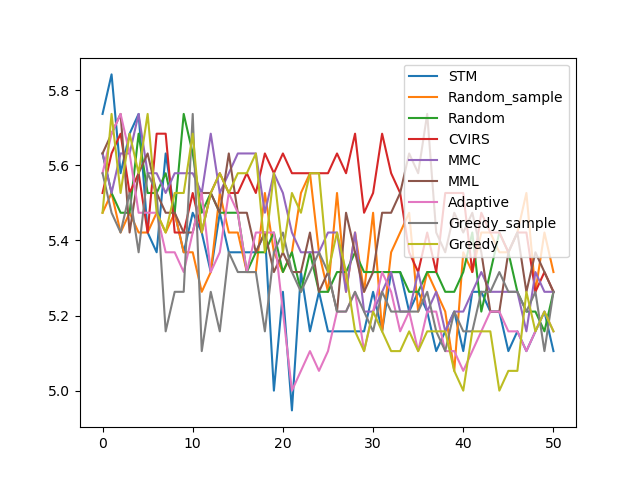 5.8
5.6
5.4
5.2
5.0
0
10
20
30
40
50
STM
Random_sample
Random
CVIRS
MMC
MML
Adaptive
Greedy_sample
Greedy